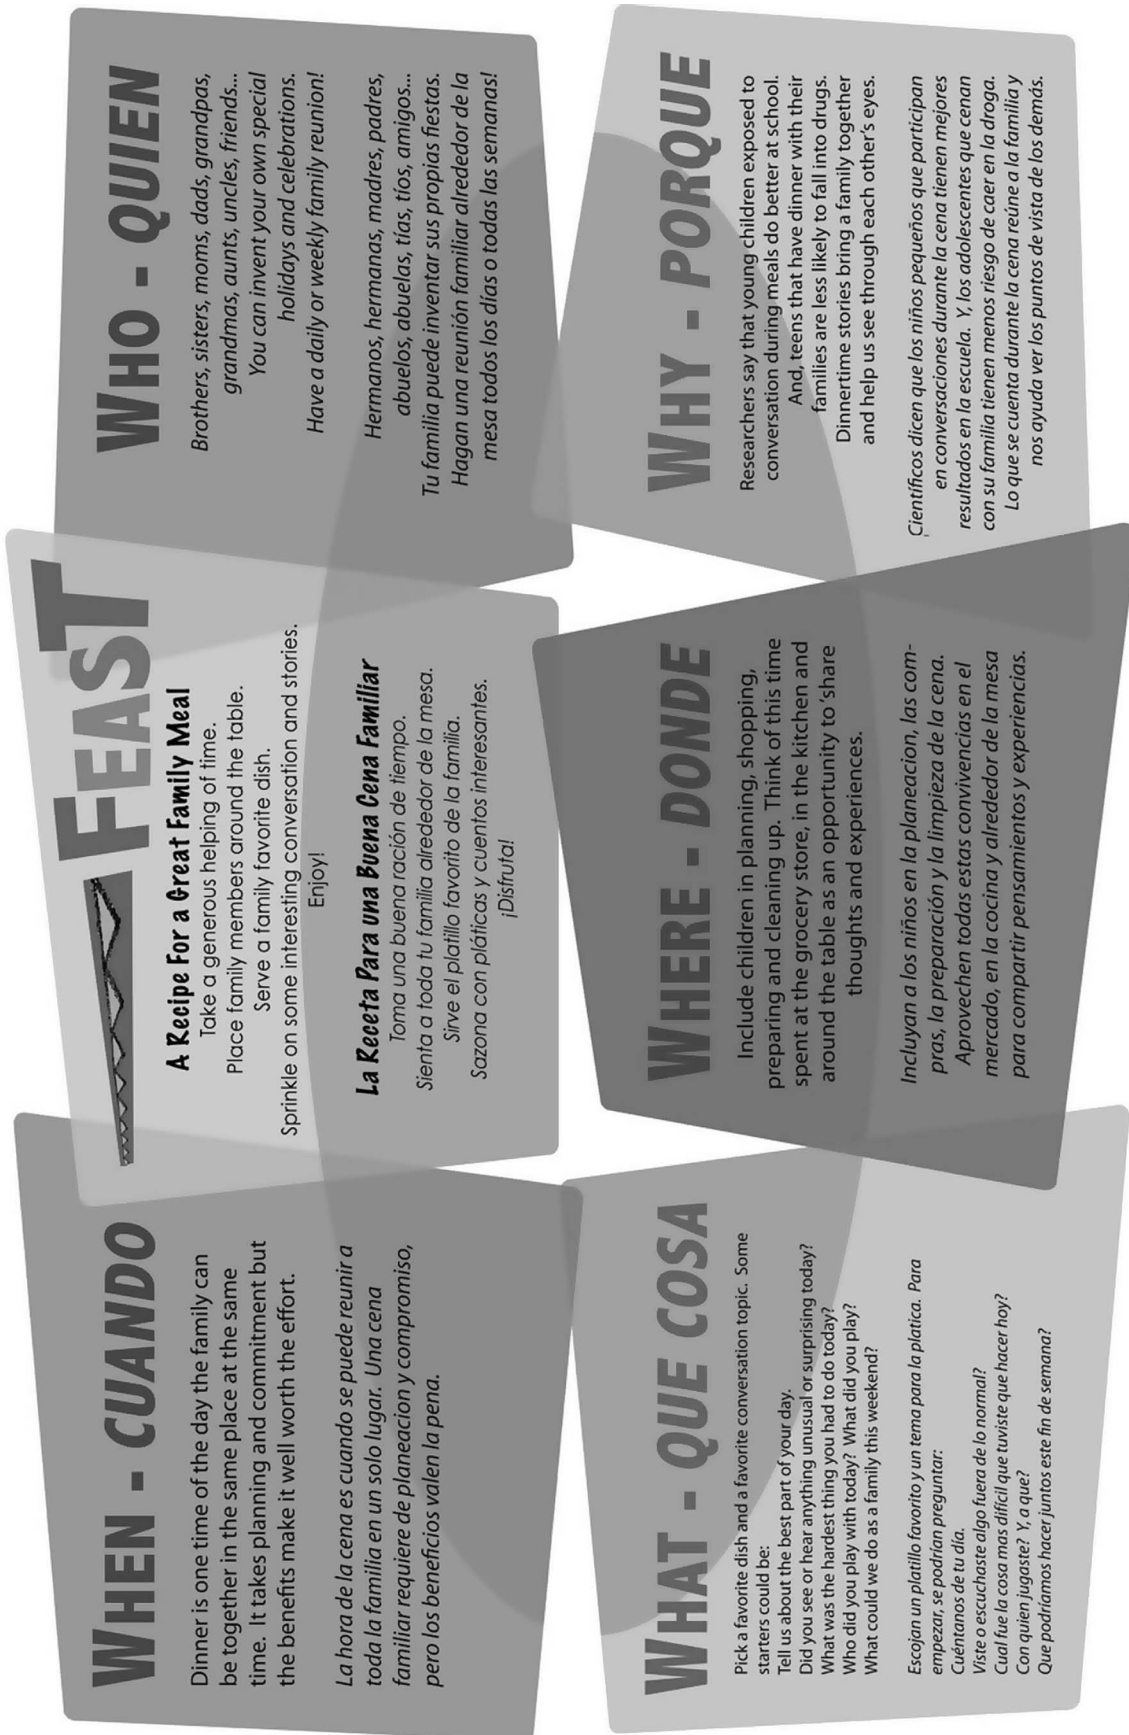 WHEN - CUANDO
Dinner is one time of the day the family can
be together in the same place at the same
time. It takes planning and commitment but
the benefits make it well worth the effort.
La hora de la cena es cuando se puede reunir a
toda la familia en un solo lugar. Una cena
familiar requiere de planeacion y compromiso,
pero los beneficios valen la pena.
FEAST
A Recipe For a Great Family Meal
Take a generous helping of time.
Place family members around the table.
Serve a family favorite dish.
Sprinkle on some interesting conversation and stories.
Enjoy!
La Receta Para una Buena Cena Familiar
Toma una buena ración de tiempo.
Sienta a toda tu familia alrededor de la mesa.
Sirve el platillo favorito de la familia.
Sazona con pláticas y cuentos interesantes.
¡Disfruta!
WHO - QUIEN
Brothers, sisters, moms, dads, grandpas,
grandmas, aunts, uncles, friends...
You can invent your own special
holidays and celebrations.
Have a daily or weekly family reunion!
Hermanos, hermanas, madres, padres,
abuelos, abuelas, tías, tíos, amigos...
Tu familia puede inventar sus propias fiestas.
Hagan una reunión familiar alrededor de la
mesa todos los días o todas las semanas!
WHAT - QUE COSA
Pick a favorite dish and a favorite conversation topic. Some
starters could be:
Tell us about the best part of your day.
Did you see or hear anything unusual or surprising today?
What was the hardest thing you had to do today?
Who did you play with today? What did you play?
What could we do as a family this weekend?
Escojan un platillo favorito y un tema para la platica. Para
empezar, se podrían preguntar:
Cuéntanos de tu día.
Viste o escuchaste algo fuera de lo normal?
Cual fue la cosa mas difícil que tuviste que hacer hoy?
Con quien jugaste? Y, a que?
Que podríamos hacer juntos este fin de semana?
WHERE - DONDE
Include children in planning, shopping,
preparing and cleaning up. Think of this time
spent at the grocery store, in the kitchen and
around the table as an opportunity to 'share
thoughts and experiences.
Incluyan a los niños en la planeacion, las com-
pras, la preparación y la limpieza de la cena.
Aprovechen todas estas convivencias en el
mercado, en la cocina y alrededor de la mesa
para compartir pensamientos y experiencias.
WHY - PORQUE
Researchers say that young children exposed to
conversation during meals do better at school.
And, teens that have dinner with their
families are less likely to fall into drugs.
Dinnertime stories bring a family together
and help us see through each other's eyes.
Científicos dicen que los niños pequeños que participan
en conversaciones durante la cena tienen mejores
resultados en la escuela. Y, los adolescentes que cenan
con su familia tienen menos riesgo de caer en la droga.
Lo que se cuenta durante la cena reúne a la familia y
nos ayuda ver los puntos de vista de los demás.